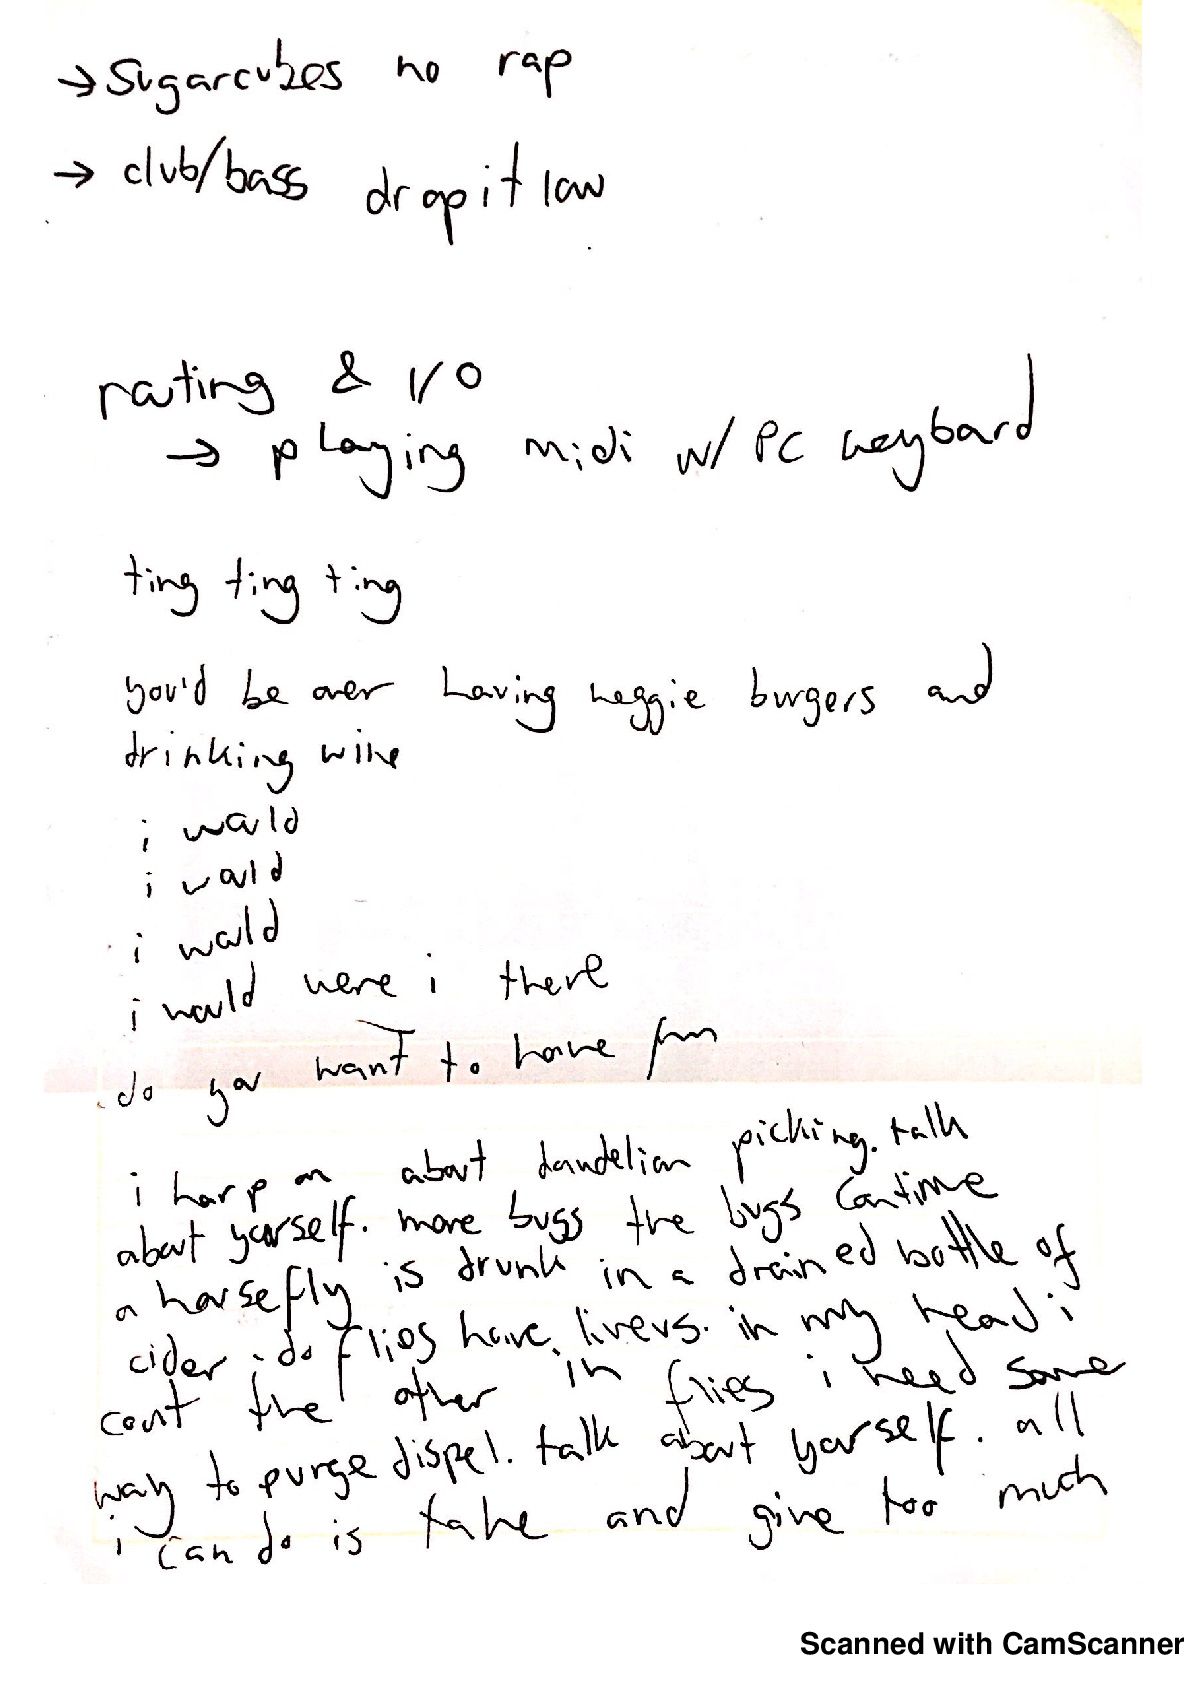 → Sugarcubes no rap
→ club/bass drop it low
routing & I/O
→ playing midi w/ PC keyboard
ting ting ting
you'd be over having veggie burgers and
drinking wine
i would
i would
i would
i would were i there
do you want to have fun
i harp on about dandelion picking. talk
about yourself. more bugs the bugs continue
a horsefly is drunk in a drained bottle of
cider. do flies have livers. in my head i
count the other in flies i need some
way to purge dispel. talk about yourself. all
i can do is take and give too much
Scanned with CamScanner